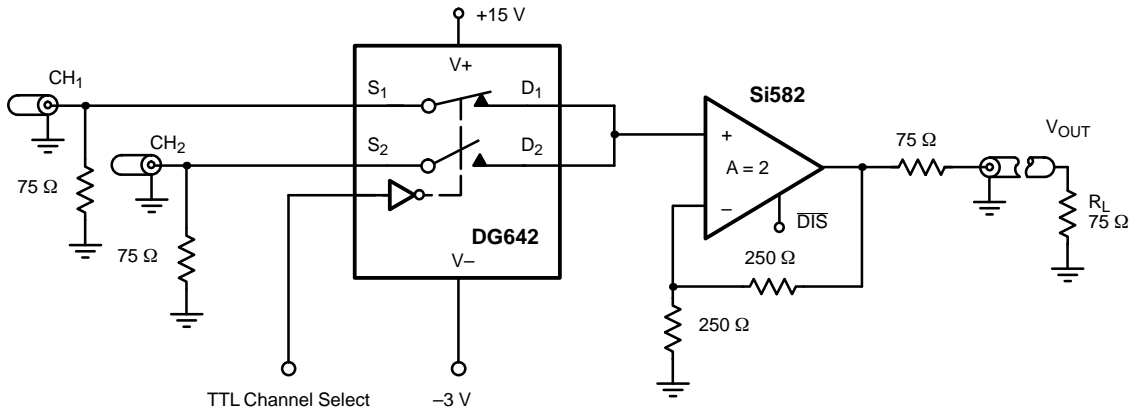 +15 V
V+
CH1
S1
D1
Si582
CH2
S2
D2
+
A = 2
–
75 Ω
VOUT
75 Ω
DIS
RL
75 Ω
DG642
75 Ω
V–
250 Ω
250 Ω
TTL Channel Select
–3 V